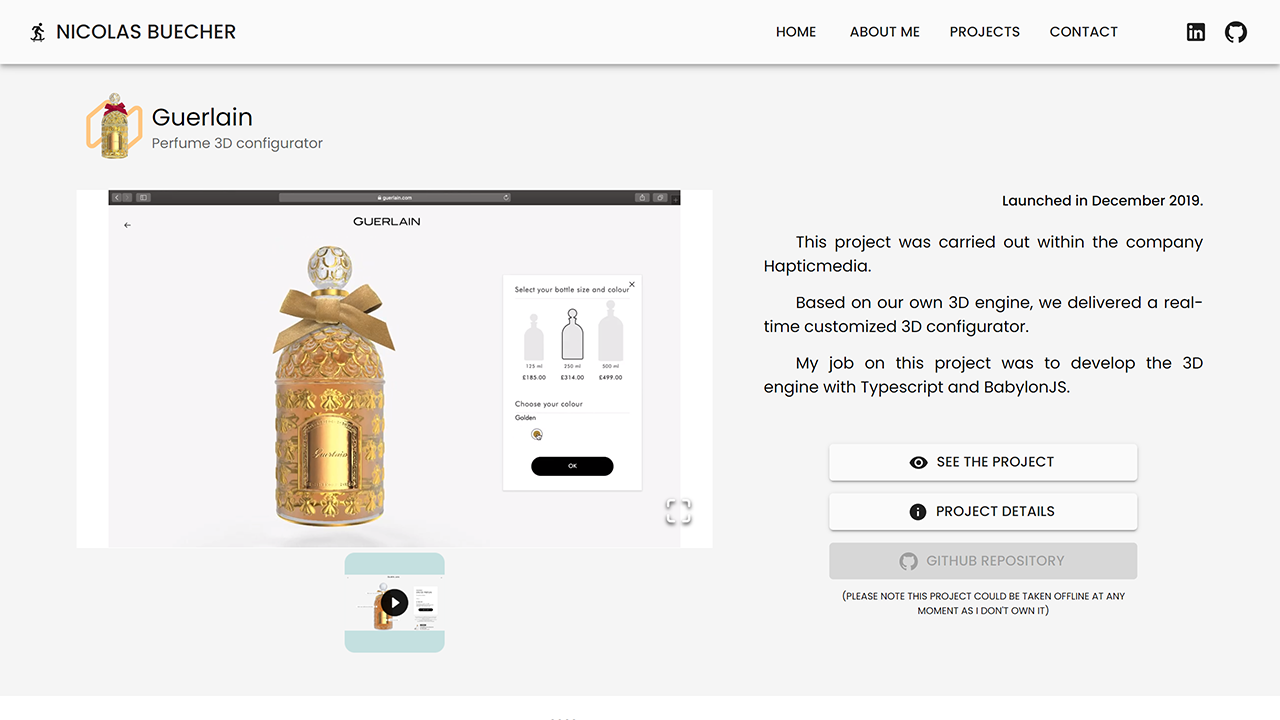 NICOLAS BUECHER
HOME
ABOUT ME
PROJECTS
CONTACT
Guerlain
Perfume 3D configurator
guerlain.com
GUERLAIN
Select your bottle size and colour
125 ml
250 ml
500 ml
£185.00
£314.00
£499.00
Choose your colour
Golden
OK
Guerlain
Launched in December 2019.
This project was carried out within the company
Hapticmedia.
Based on our own 3D engine, we delivered a real-
time customized 3D configurator.
My job on this project was to develop the 3D
engine with Typescript and BabylonJS.
SEE THE PROJECT
PROJECT DETAILS
GITHUB REPOSITORY
(PLEASE NOTE THIS PROJECT COULD BE TAKEN OFFLINE AT ANY
MOMENT AS I DON'T OWN IT)